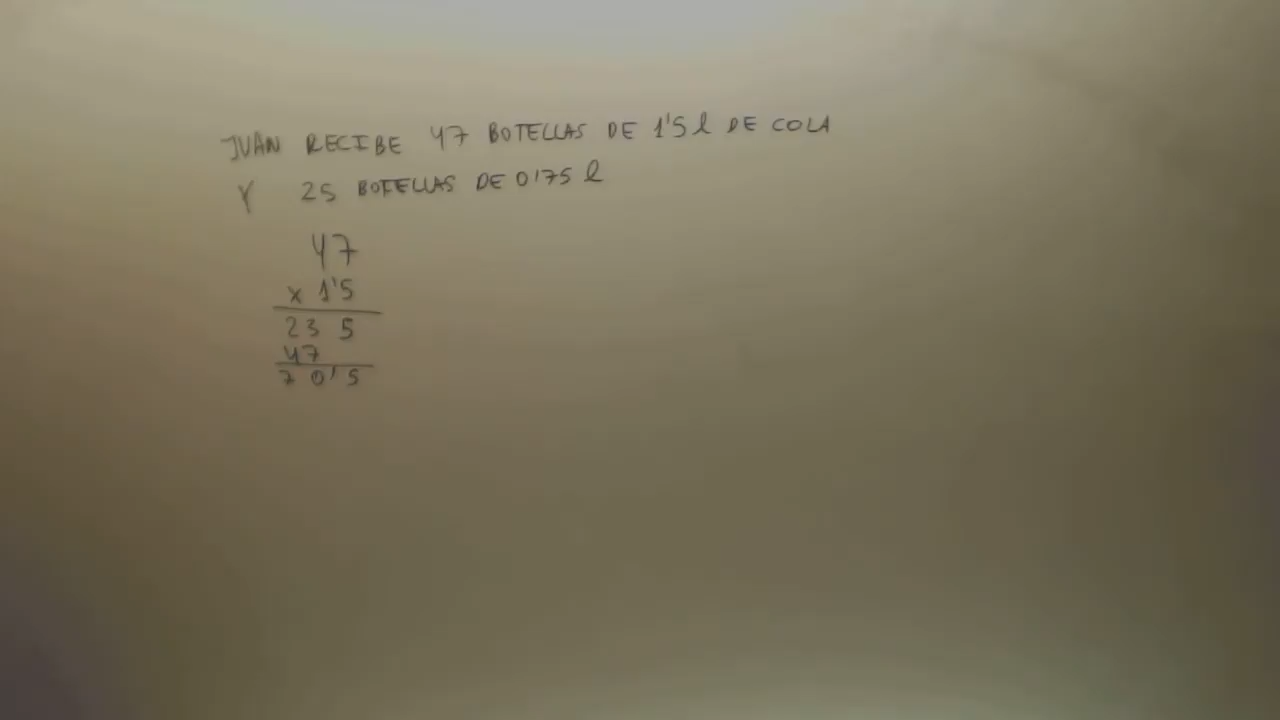 JUAN RECIBE 47 BOTELLAS DE 1'5 l DE COLA
Y 25 BOTELLAS DE 0'75 l
47
x 1'5
23 5
47
7 0'5